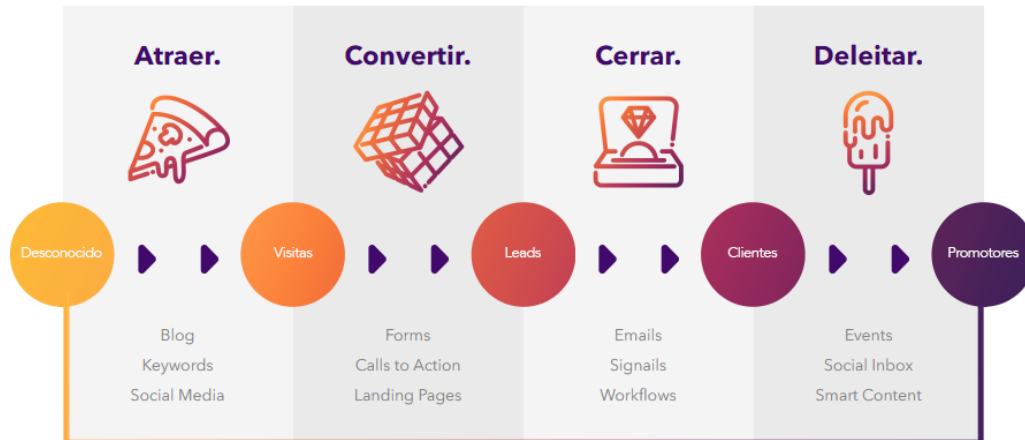 Atraer.
Convertir.
Cerrar.
Deleitar.
Desconocido
Visitas
Leads
Clientes
Promotores
Blog
Keywords
Social Media
Forms
Calls to Action
Landing Pages
Emails
Signails
Workflows
Events
Social Inbox
Smart Content